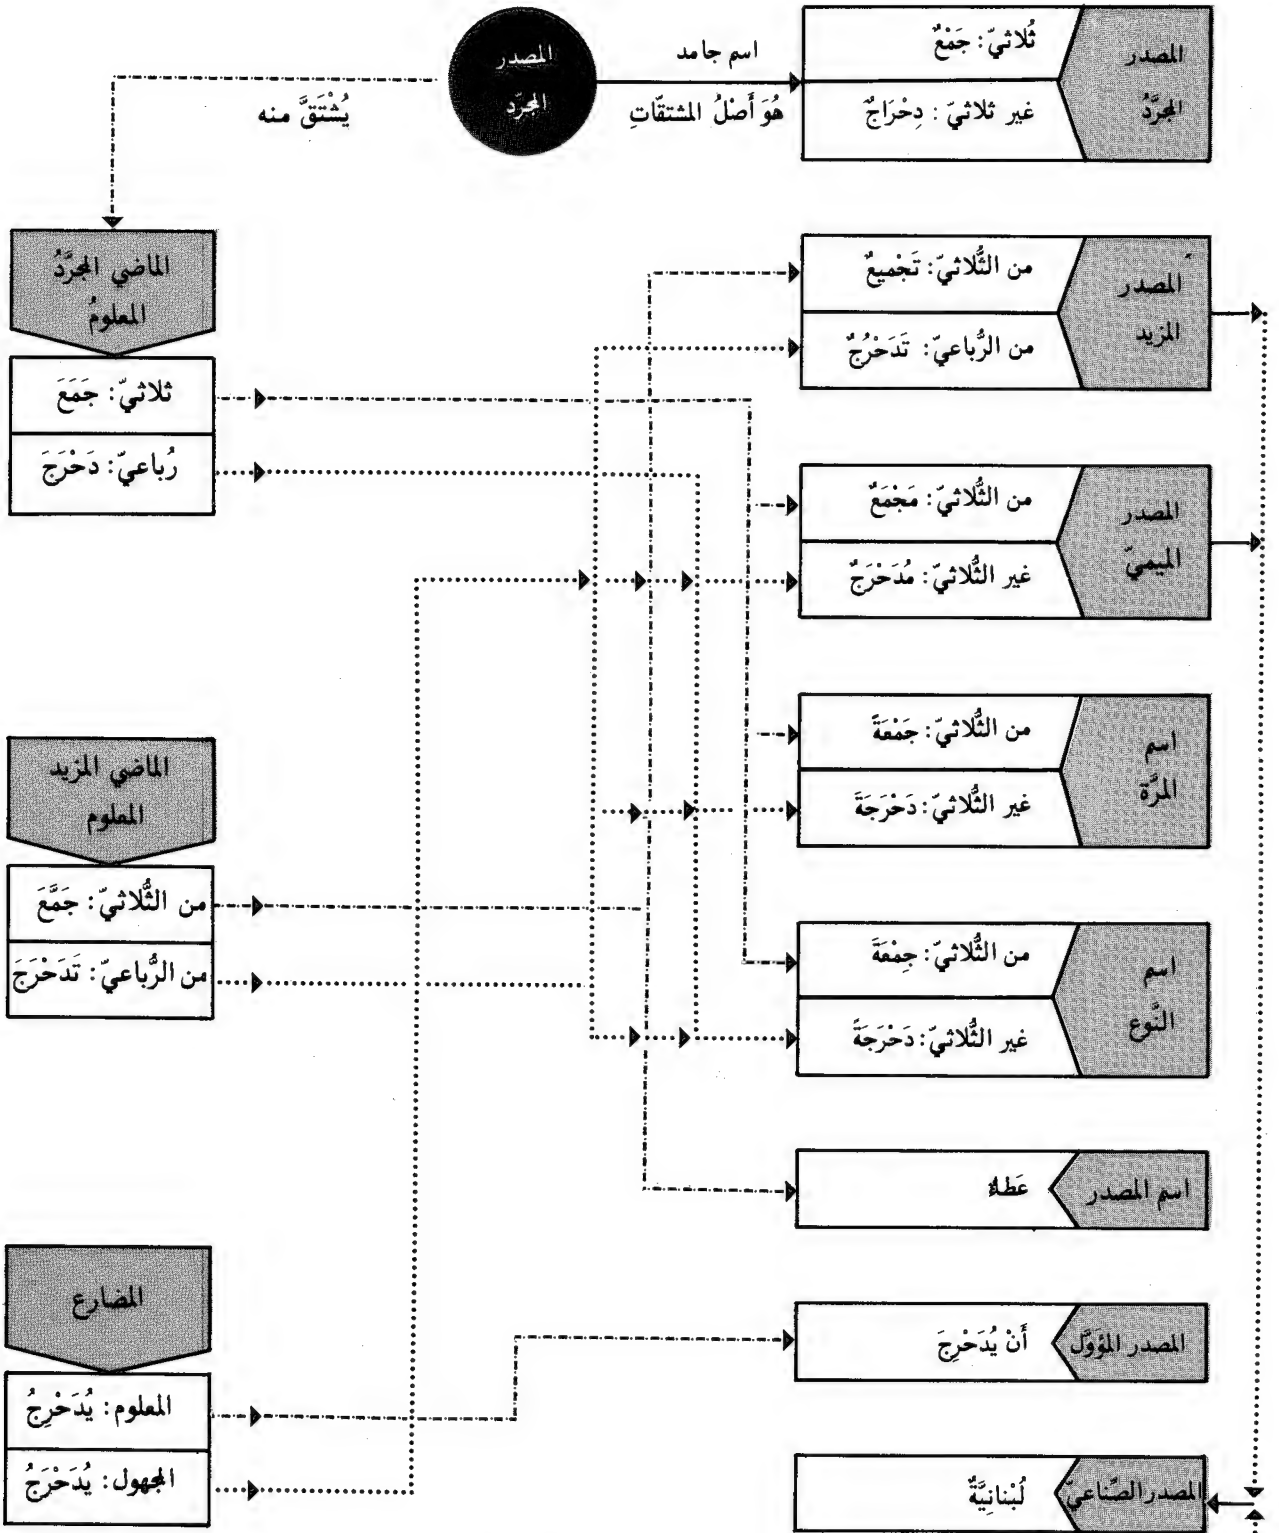 المصدر
المجرَّدُ
ثُلاثيّ: جَمْعٌ
غير ثلاثيّ: دِحْرَاجٌ
اسم جامد
هُوَ أَصْلُ المشتقّاتِ
المصدر
المجرّد
يُشْتَقَّ منه
الماضي المجرَّدُ
المعلومُ
ثلاثيّ: جَمَعَ
رُباعيّ: دَحْرَجَ
المصدر
المزيد
من الثُّلاثيّ: تَجْميعٌ
من الرُّباعيّ: تَدَحْرُجٌ
المصدر
الميميّ
من الثُّلاثيّ: مَجْمَعٌ
غير الثُّلاثيّ: مُدَحْرَجٌ
اسم
المرَّة
من الثُّلاثيّ: جَمْعَةً
غير الثُّلاثيّ: دَحْرَجَةً
الماضي المزيد
المعلوم
من الثُّلاثيّ: جَمَّعَ
من الرُّباعيّ: تَدَحْرَجَ
اسم
النَّوع
من الثُّلاثيّ: جِمْعَةً
غير الثُّلاثيّ: دَحْرَجَةً
اسم المصدر
عَطاءٌ
المضارع
المعلوم: يُدَحْرِجُ
المجهول: يُدَحْرَجُ
المصدر المؤوَّل
أَنْ يُدَحْرِجَ
المصدر الصِّناعيّ
لُبْنانِيَّةٌ